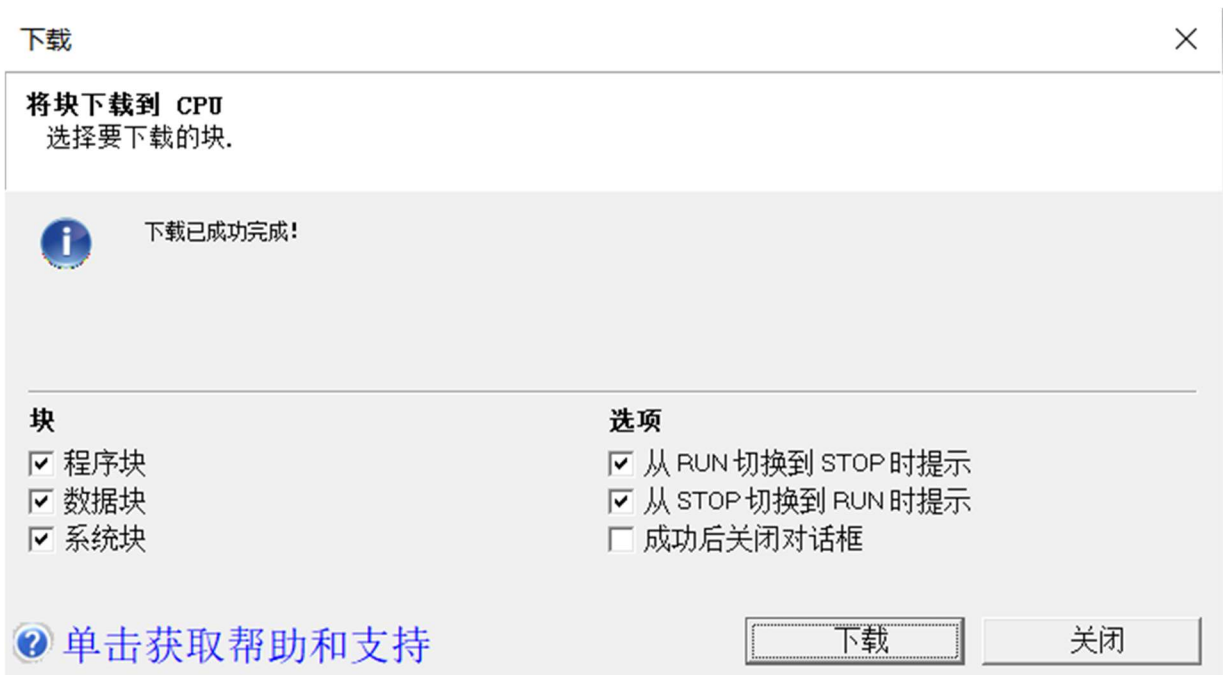 下载
将块下载到 CPU
选择要下载的块.
下载已成功完成!
块
程序块
数据块
系统块
选项
从 RUN 切换到 STOP 时提示
从 STOP 切换到 RUN 时提示
成功后关闭对话框
单击获取帮助和支持
下载
关闭